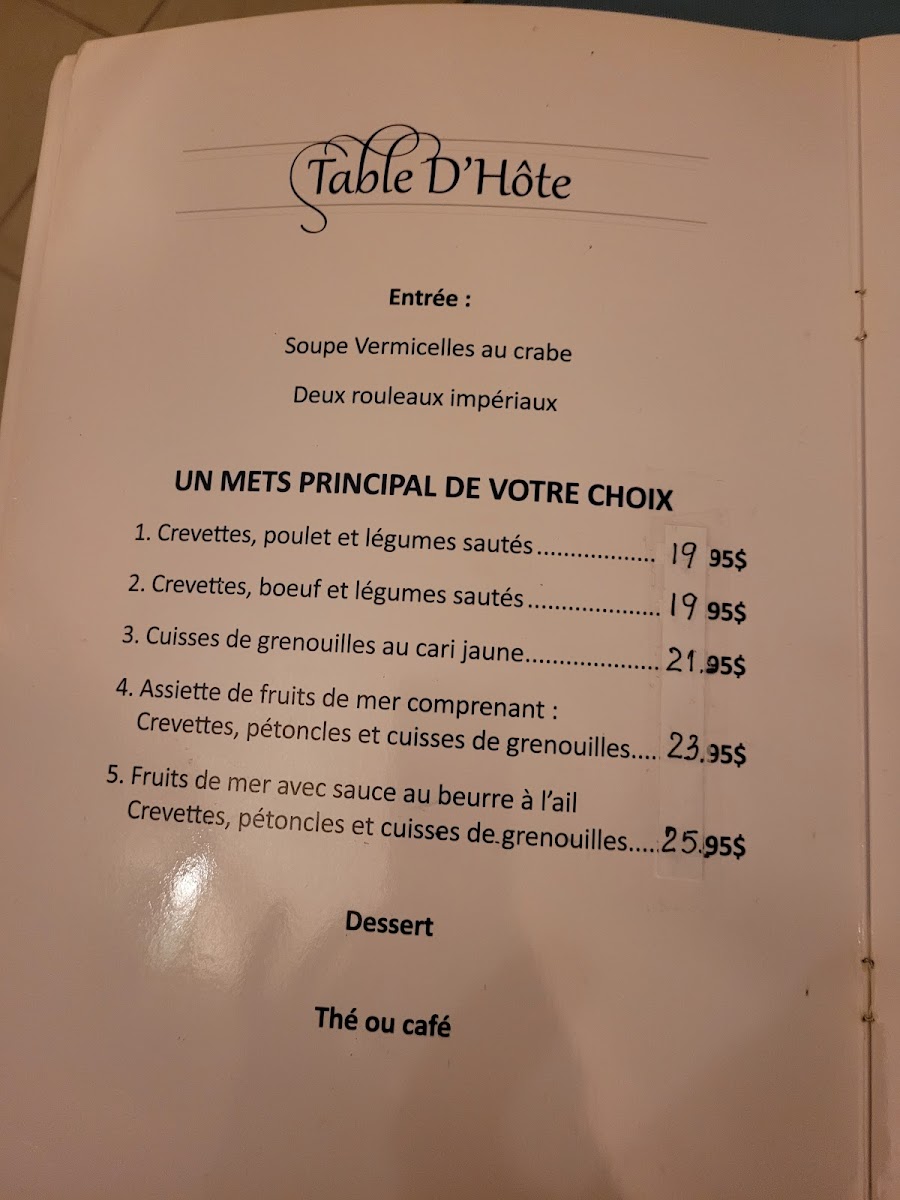 Table D'Hôte
Entrée :
Soupe Vermicelles au crabe
Deux rouleaux impériaux
UN METS PRINCIPAL DE VOTRE CHOIX
1. Crevettes, poulet et légumes sautés.................. 19 95$
2. Crevettes, boeuf et légumes sautés.................... 19 95$
3. Cuisses de grenouilles au cari jaune.................... 21.95$
4. Assiette de fruits de mer comprenant :
Crevettes, pétoncles et cuisses de grenouilles.... 23.95$
5. Fruits de mer avec sauce au beurre à l'ail
Crevettes, pétoncles et cuisses de grenouilles.....25.95$
Dessert
Thé ou café